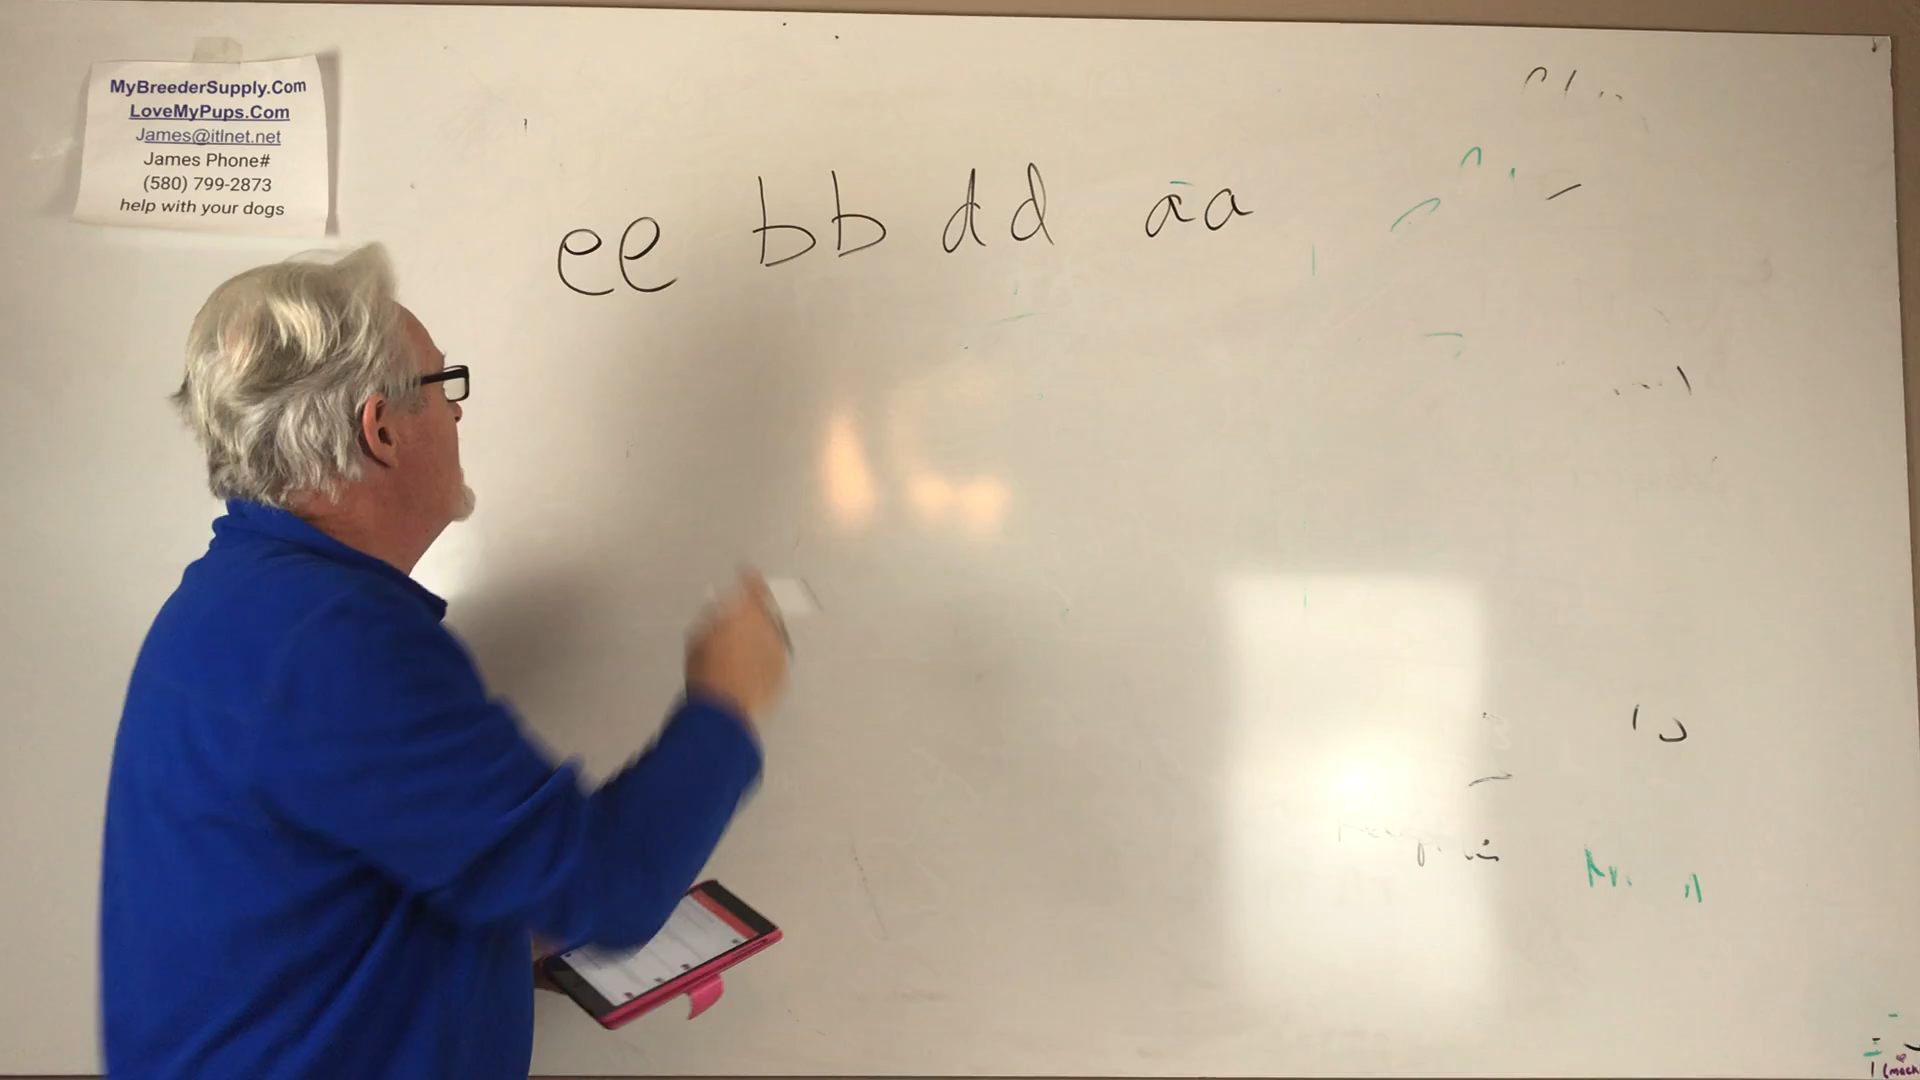 MyBreederSupply.Com
LoveMyPups.Com
James@itlnet.net
James Phone#
(580) 799-2873
help with your dogs
ee bb dd aa